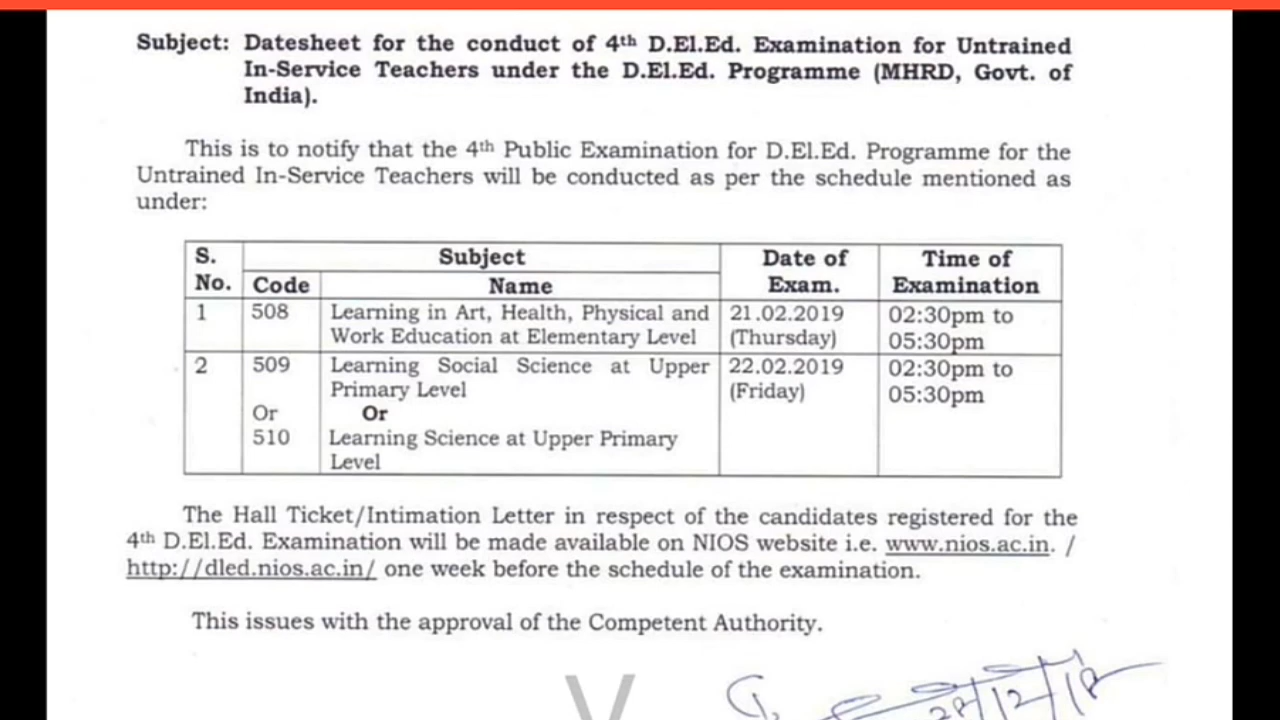 Subject: Datesheet for the conduct of 4th D.El.Ed. Examination for Untrained
In-Service Teachers under the D.El.Ed. Programme (MHRD, Govt. of
India).
This is to notify that the 4th Public Examination for D.El.Ed. Programme for the
Untrained In-Service Teachers will be conducted as per the schedule mentioned as
under:
S. No. Subject Date of Exam. Time of Examination
Code Name
1 508 Learning in Art, Health, Physical and 21.02.2019 02:30pm to
Work Education at Elementary Level (Thursday) 05:30pm
2 509 Learning Social Science at Upper 22.02.2019 02:30pm to
Primary Level (Friday) 05:30pm
Or Or
510 Learning Science at Upper Primary
Level
The Hall Ticket/Intimation Letter in respect of the candidates registered for the
4th D.El.Ed. Examination will be made available on NIOS website i.e. www.nios.ac.in. /
http://dled.nios.ac.in/ one week before the schedule of the examination.
This issues with the approval of the Competent Authority.
28/12/18
V